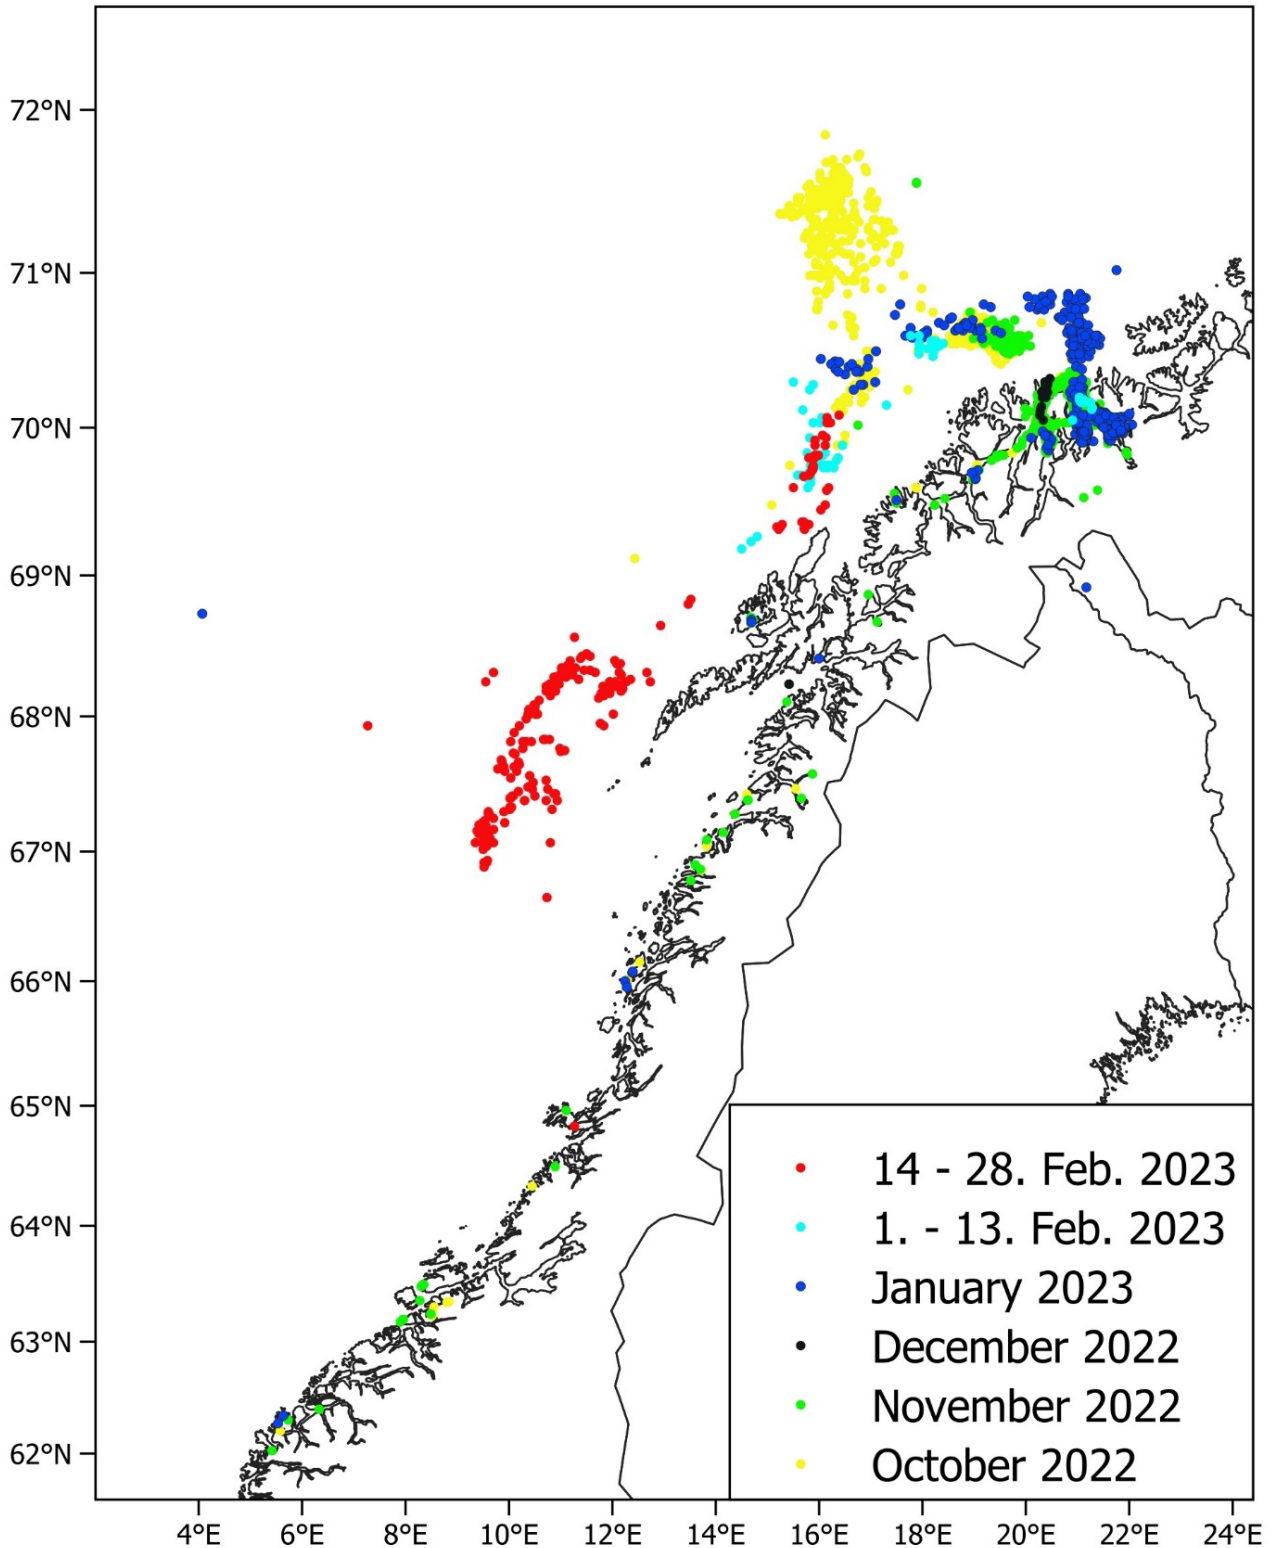 72°N
71°N
70°N
69°N
68°N
67°N
66°N
65°N
64°N
63°N
62°N
14 - 28. Feb. 2023
1. - 13. Feb. 2023
January 2023
December 2022
November 2022
October 2022
4°E 6°E 8°E 10°E 12°E 14°E 16°E 18°E 20°E 22°E 24°E